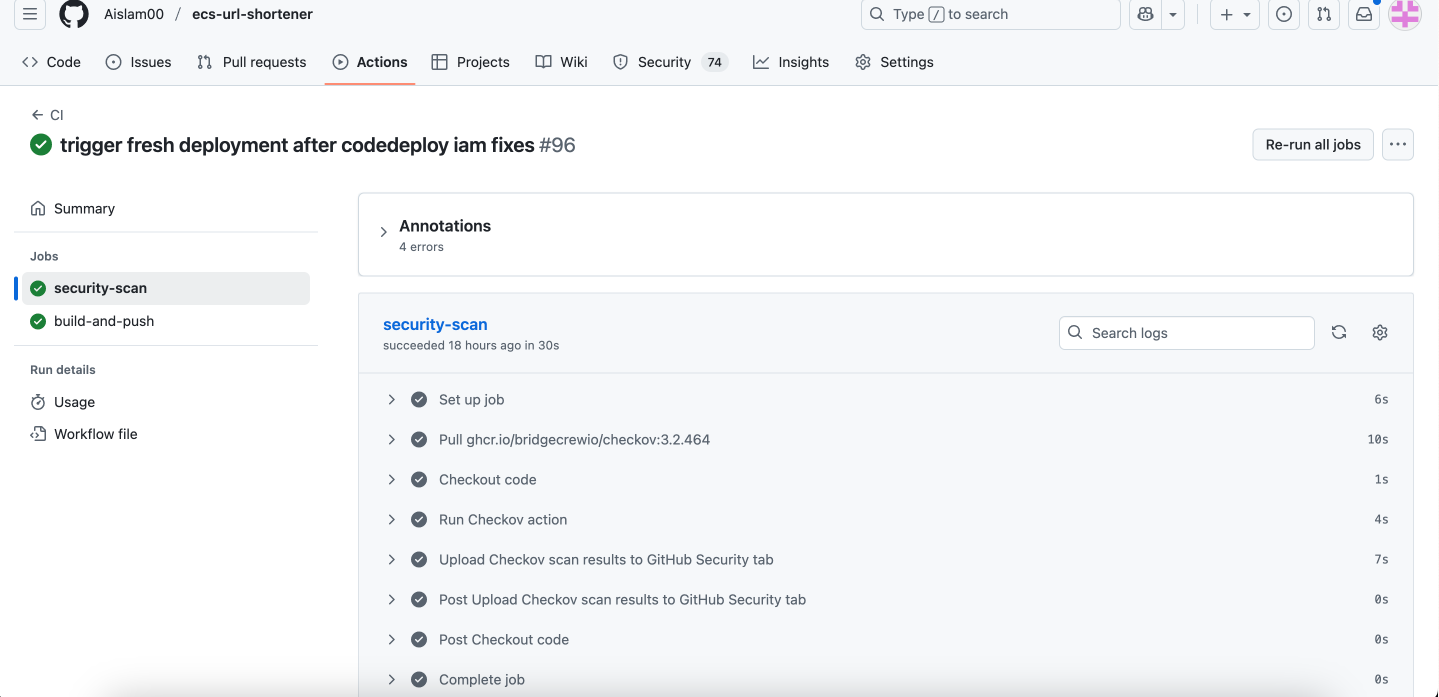 Aislam00 / ecs-url-shortener
Type / to search
Code
Issues
Pull requests
Actions
Projects
Wiki
Security 74
Insights
Settings
← CI
trigger fresh deployment after codedeploy iam fixes #96
Re-run all jobs
Summary
Jobs
security-scan
build-and-push
Run details
Usage
Workflow file
Annotations
4 errors
security-scan
succeeded 18 hours ago in 30s
Search logs
Set up job 6s
Pull ghcr.io/bridgecrewio/checkov:3.2.464 10s
Checkout code 1s
Run Checkov action 4s
Upload Checkov scan results to GitHub Security tab 7s
Post Upload Checkov scan results to GitHub Security tab 0s
Post Checkout code 0s
Complete job 0s